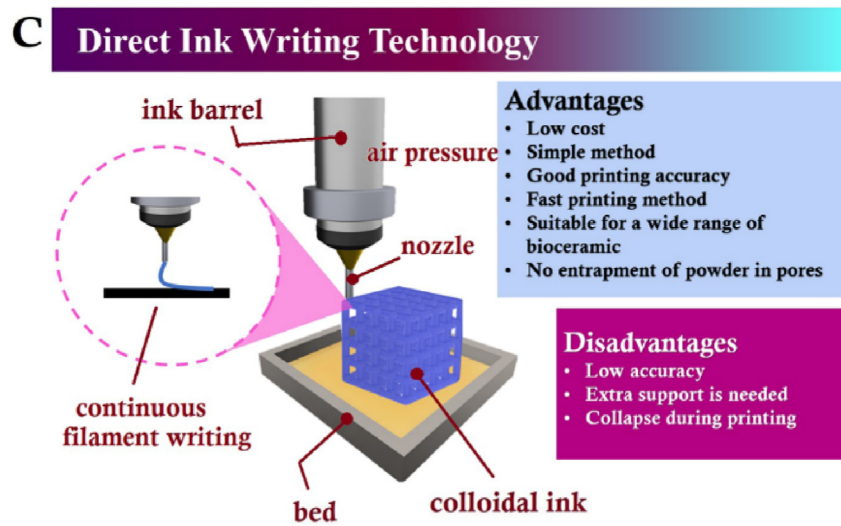 C
Direct Ink Writing Technology
ink barrel
air pressure
nozzle
continuous
filament writing
bed
colloidal ink
Advantages
• Low cost
• Simple method
• Good printing accuracy
• Fast printing method
• Suitable for a wide range of
bioceramic
• No entrapment of powder in pores
Disadvantages
• Low accuracy
• Extra support is needed
• Collapse during printing